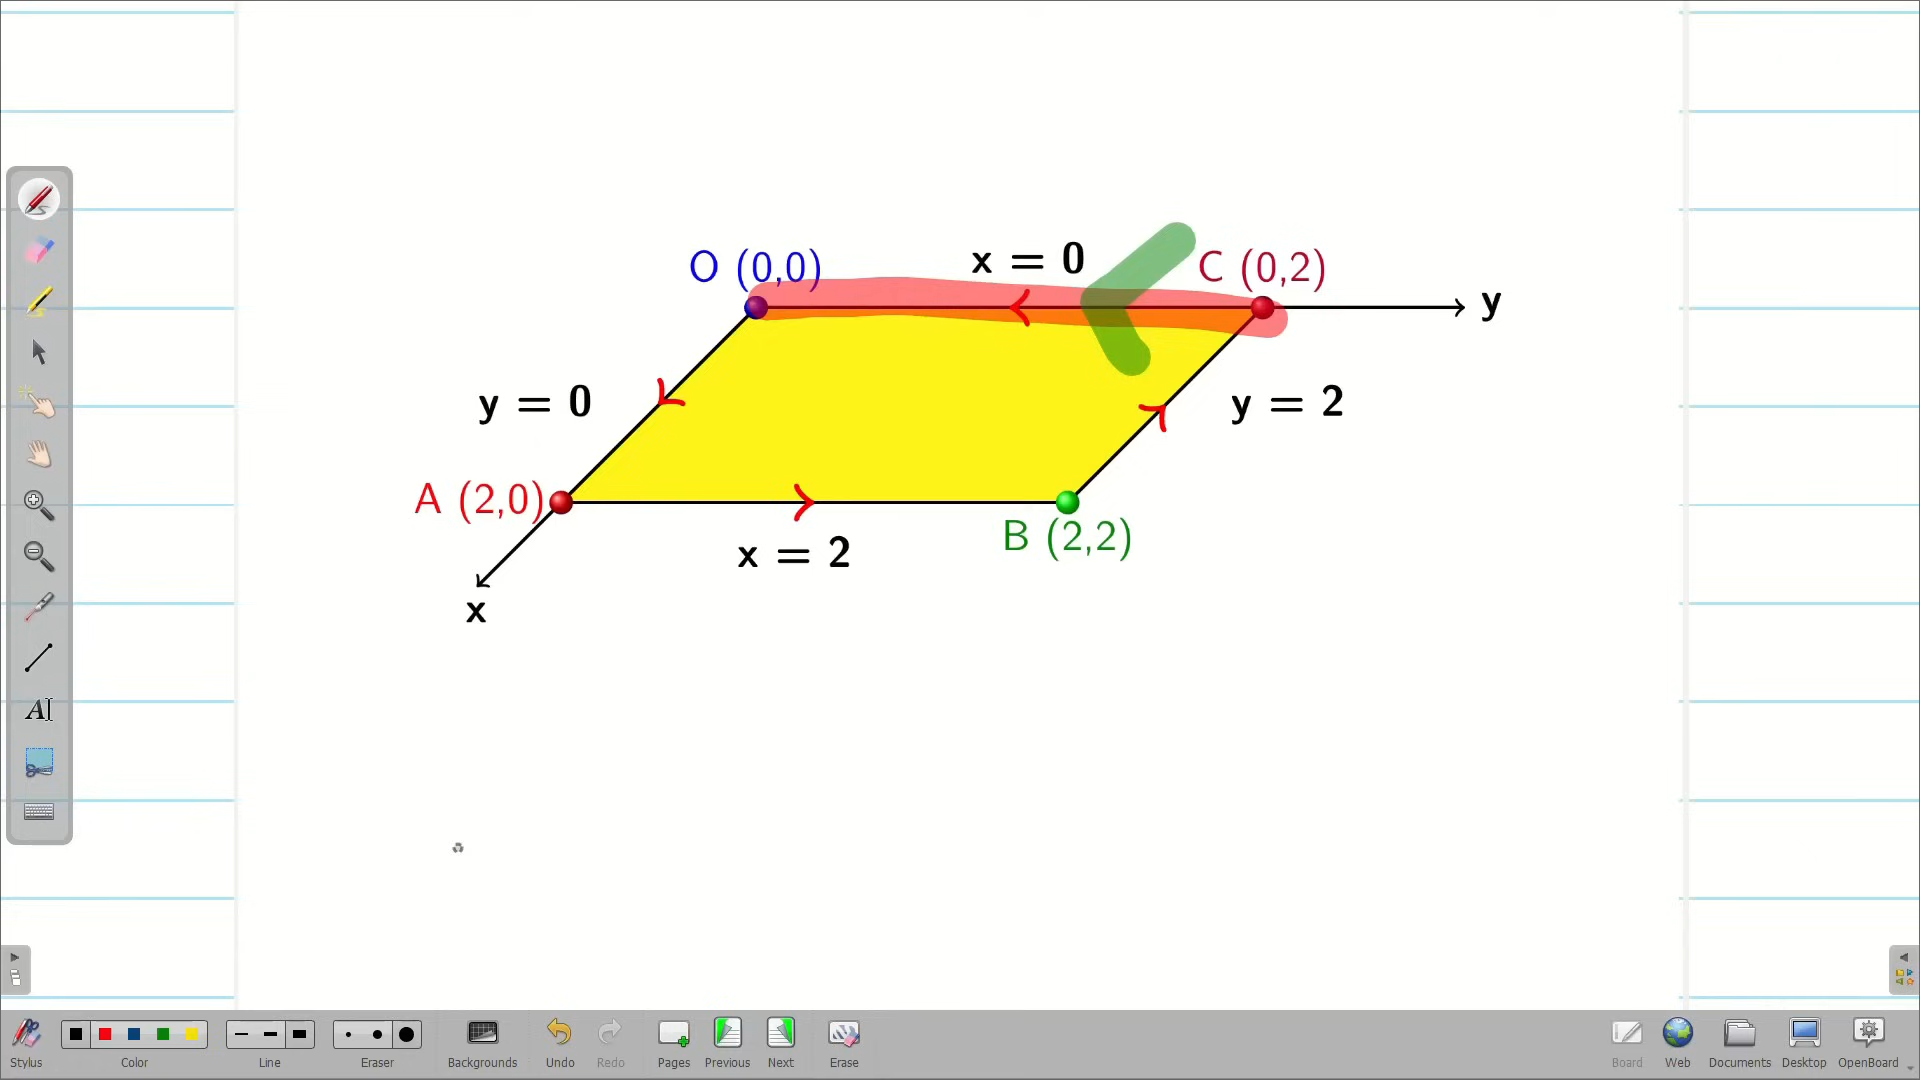 O (0,0)
x = 0
C (0,2)
y
y = 0
y = 2
A (2,0)
B (2,2)
x = 2
x
A
Stylus
Color
Line
Eraser
Backgrounds
Undo
Redo
Pages
Previous
Next
Erase
Board
Web
Documents
Desktop
OpenBoard